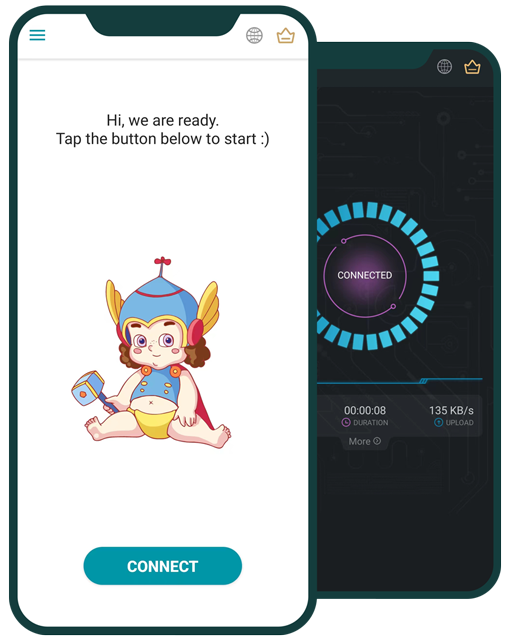 Hi, we are ready.
Tap the button below to start :)
CONNECT
CONNECTED
00:00:08
DURATION
135 KB/s
UPLOAD
More